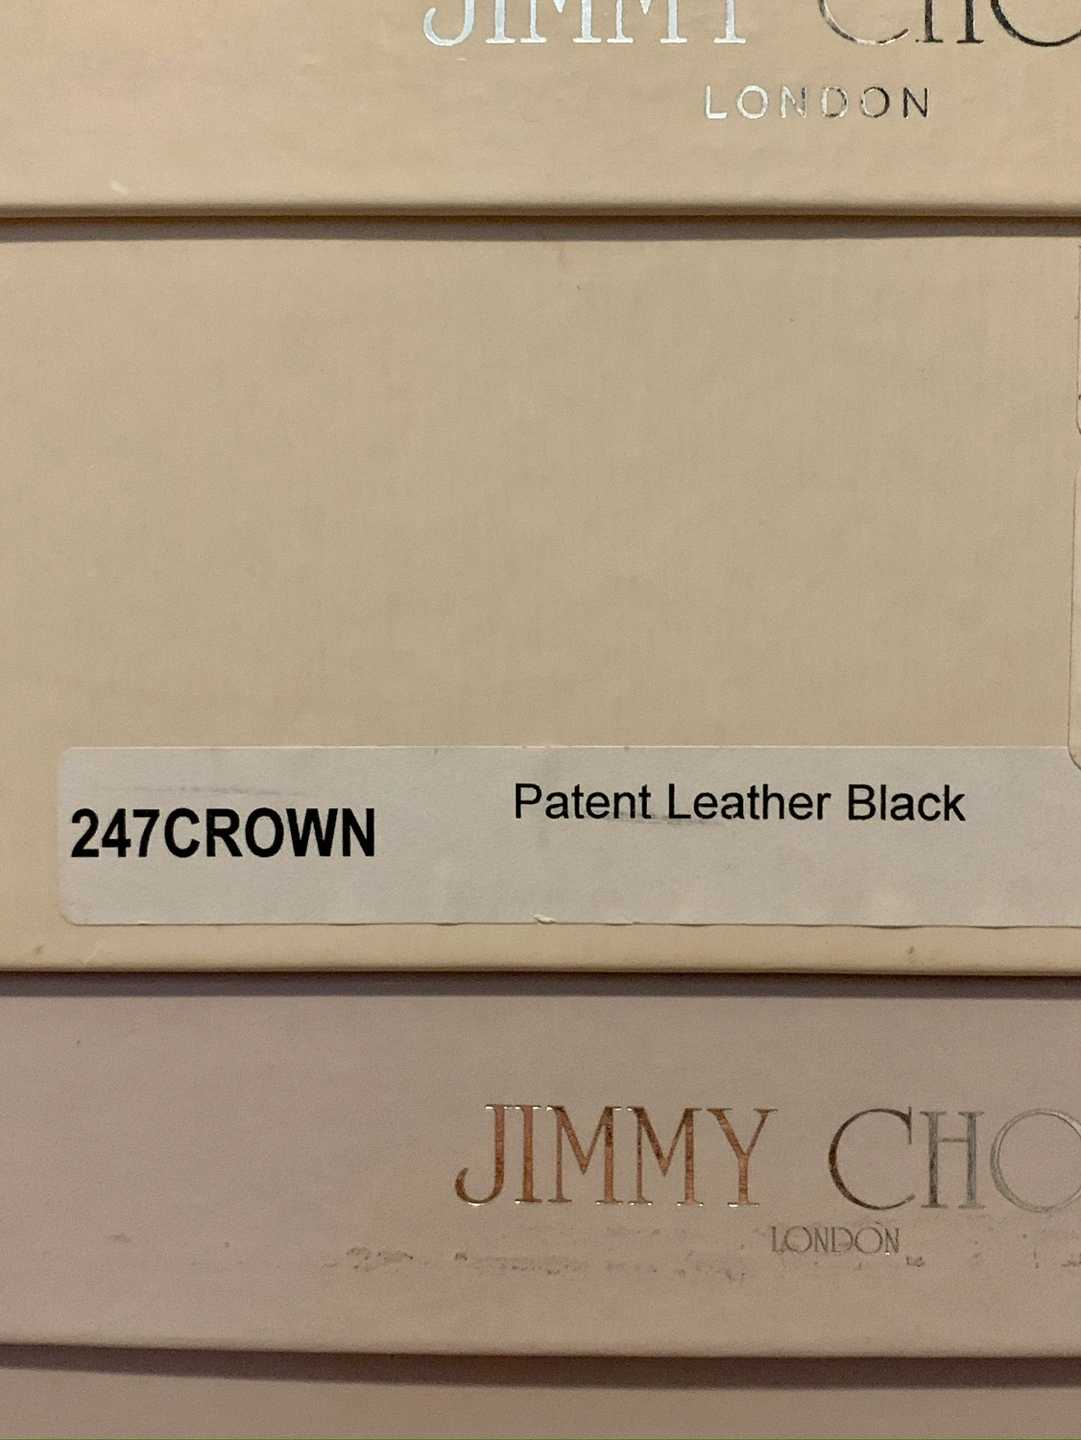 JIMMY CHO
LONDON
247CROWN
Patent Leather Black
JIMMY CHO
LONDON